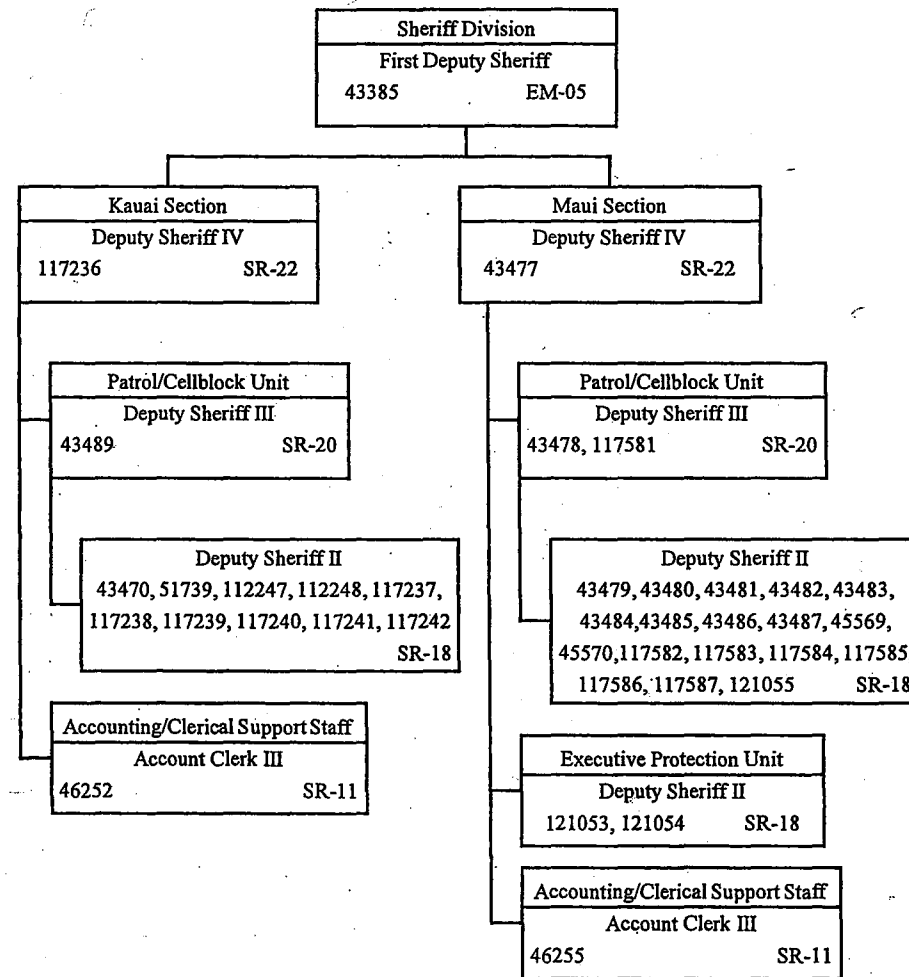 Sheriff Division
First Deputy Sheriff
43385 EM-05
Kauai Section
Deputy Sheriff IV
117236 SR-22
Patrol/Cellblock Unit
Deputy Sheriff III
43489 SR-20
Deputy Sheriff II
43470, 51739, 112247, 112248, 117237,
117238, 117239, 117240, 117241, 117242
SR-18
Accounting/Clerical Support Staff
Account Clerk III
46252 SR-11
Maui Section
Deputy Sheriff IV
43477 SR-22
Patrol/Cellblock Unit
Deputy Sheriff III
43478, 117581 SR-20
Deputy Sheriff II
43479, 43480, 43481, 43482, 43483,
43484,43485, 43486, 43487, 45569,
45570,117582, 117583, 117584, 117585
117586, 117587, 121055 SR-18
Executive Protection Unit
Deputy Sheriff II
121053, 121054 SR-18
Accounting/Clerical Support Staff
Account Clerk III
46255 SR-11